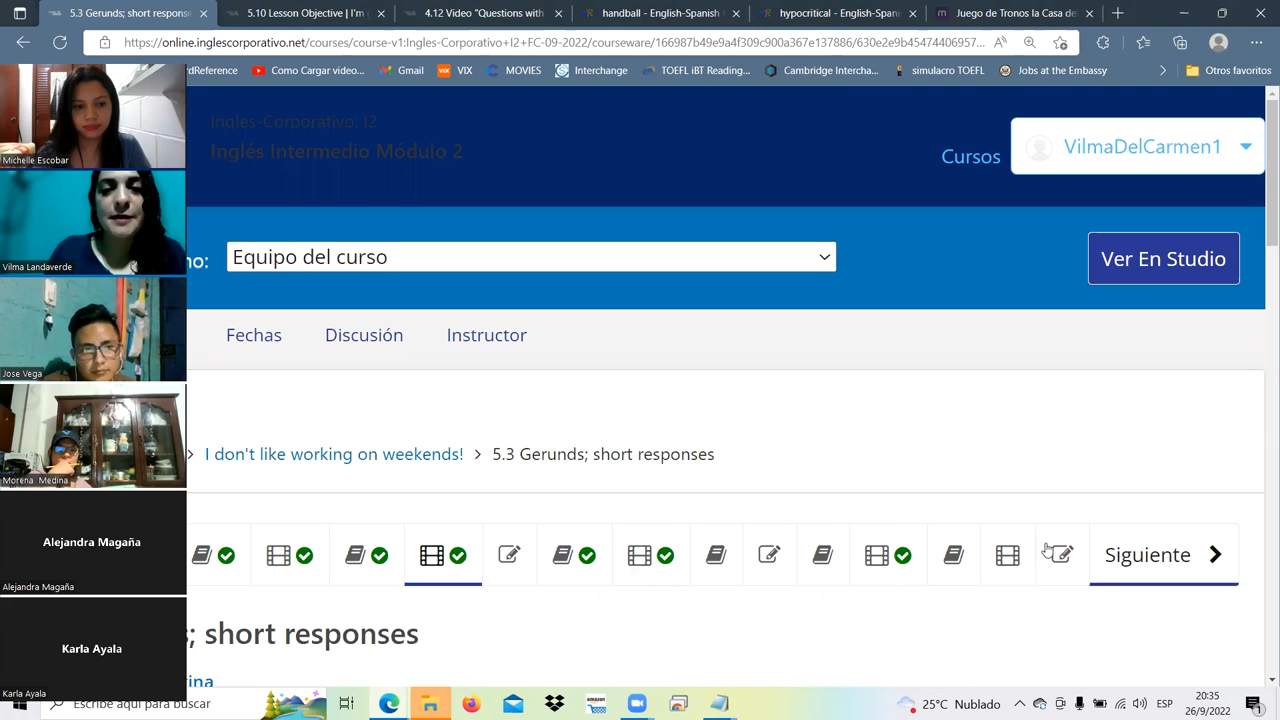 5.3 Gerunds; short respons
5.10 Lesson Objective | I'm g
4.12 Video "Questions with
handball - English-Spanish
hypocritical - English-Spani
Juego de Tronos la Casa de
https://online.inglescorporativo.net/courses/course-v1:Ingles-Corporativo+I2+FC-09-2022/courseware/166987b49e9a4f309c900a367e137886/630e2e9b45474406957...
rdReference
Como Cargar video...
Gmail
VIX
MOVIES
Interchange
TOEFL iBT Reading...
Cambridge Intercha...
simulacro TOEFL
Jobs at the Embassy
Otros favoritos
Ingles-Corporativo: I2
Inglés Intermedio Módulo 2
Cursos
VilmaDelCarmen1
Michelle Escobar
no:
Equipo del curso
Ver En Studio
Vilma Landaverde
Fechas
Discusión
Instructor
Jose Vega
I don't like working on weekends!
5.3 Gerunds; short responses
Morena Medina
Siguiente
Alejandra Magaña
Alejandra Magaña
s; short responses
Karla Ayala
ina
Karla Ayala
Escribe aquí para buscar
amazon
25°C Nublado
ESP
20:35
26/9/2022
1